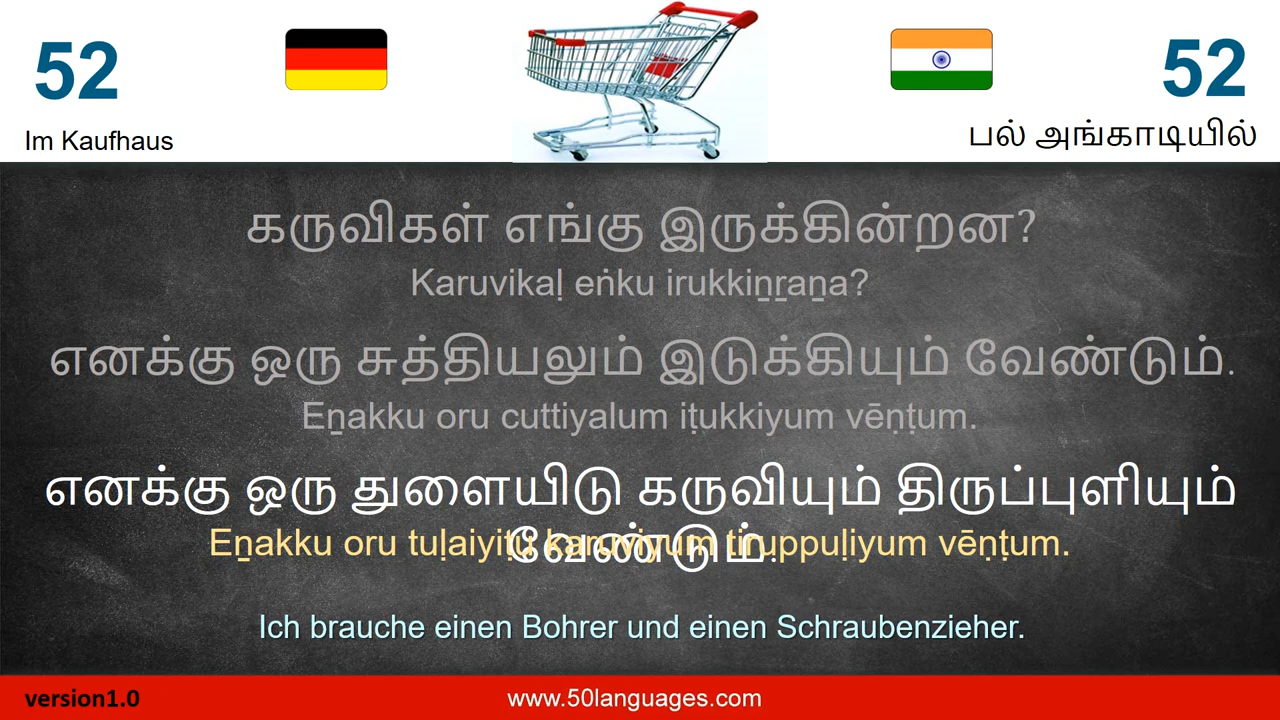 52
52
Im Kaufhaus
பல் அங்காடியில்
கருவிகள் எங்கு இருக்கின்றன?
Karuvikaḷ eṅku irukkiṉṟaṉa?
எனக்கு ஒரு சுத்தியலும் இடுக்கியும் வேண்டும்.
Eṉakku oru cuttiyalum iṭukkiyum vēṇṭum.
எனக்கு ஒரு துளையிடு கருவியும் திருப்புளியும்
வேண்டும்.
Eṉakku oru tuḷaiyiṭu karuviyum tiruppuḷiyum vēṇṭum.
Ich brauche einen Bohrer und einen Schraubenzieher.
version1.0
www.50languages.com